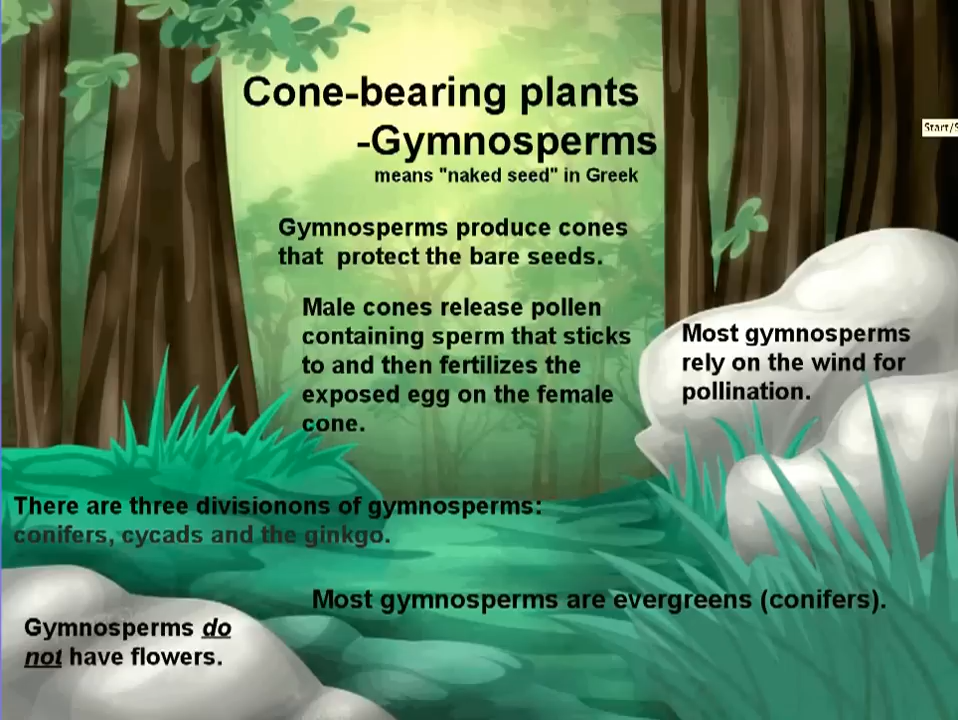 Cone-bearing plants
-Gymnosperms
means "naked seed" in Greek
Gymnosperms produce cones
that protect the bare seeds.
Male cones release pollen
containing sperm that sticks
to and then fertilizes the
exposed egg on the female
cone.
Most gymnosperms
rely on the wind for
pollination.
There are three divisionons of gymnosperms:
conifers, cycads and the ginkgo.
Most gymnosperms are evergreens (conifers).
Gymnosperms do
not have flowers.
Start/S